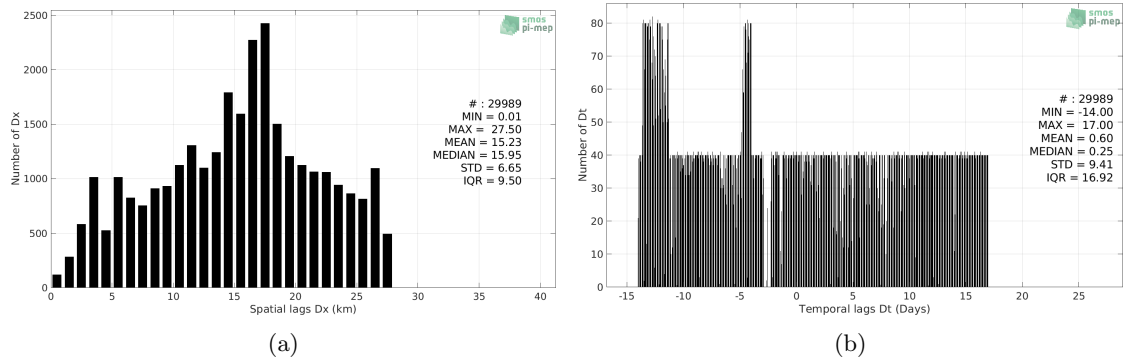 2500
2000
1500
1000
500
0
Number of Dx
0 5 10 15 20 25 30 35 40
Spatial lags Dx (km)
smos
pi-mep
# : 29989
MIN = 0.01
MAX = 27.50
MEAN = 15.23
MEDIAN = 15.95
STD = 6.65
IQR = 9.50
(a)
80
70
60
50
40
30
20
10
0
Number of Dt
-15 -10 -5 0 5 10 15 20 25
Temporal lags Dt (Days)
smos
pi-mep
# : 29989
MIN = -14.00
MAX = 17.00
MEAN = 0.60
MEDIAN = 0.25
STD = 9.41
IQR = 16.92
(b)